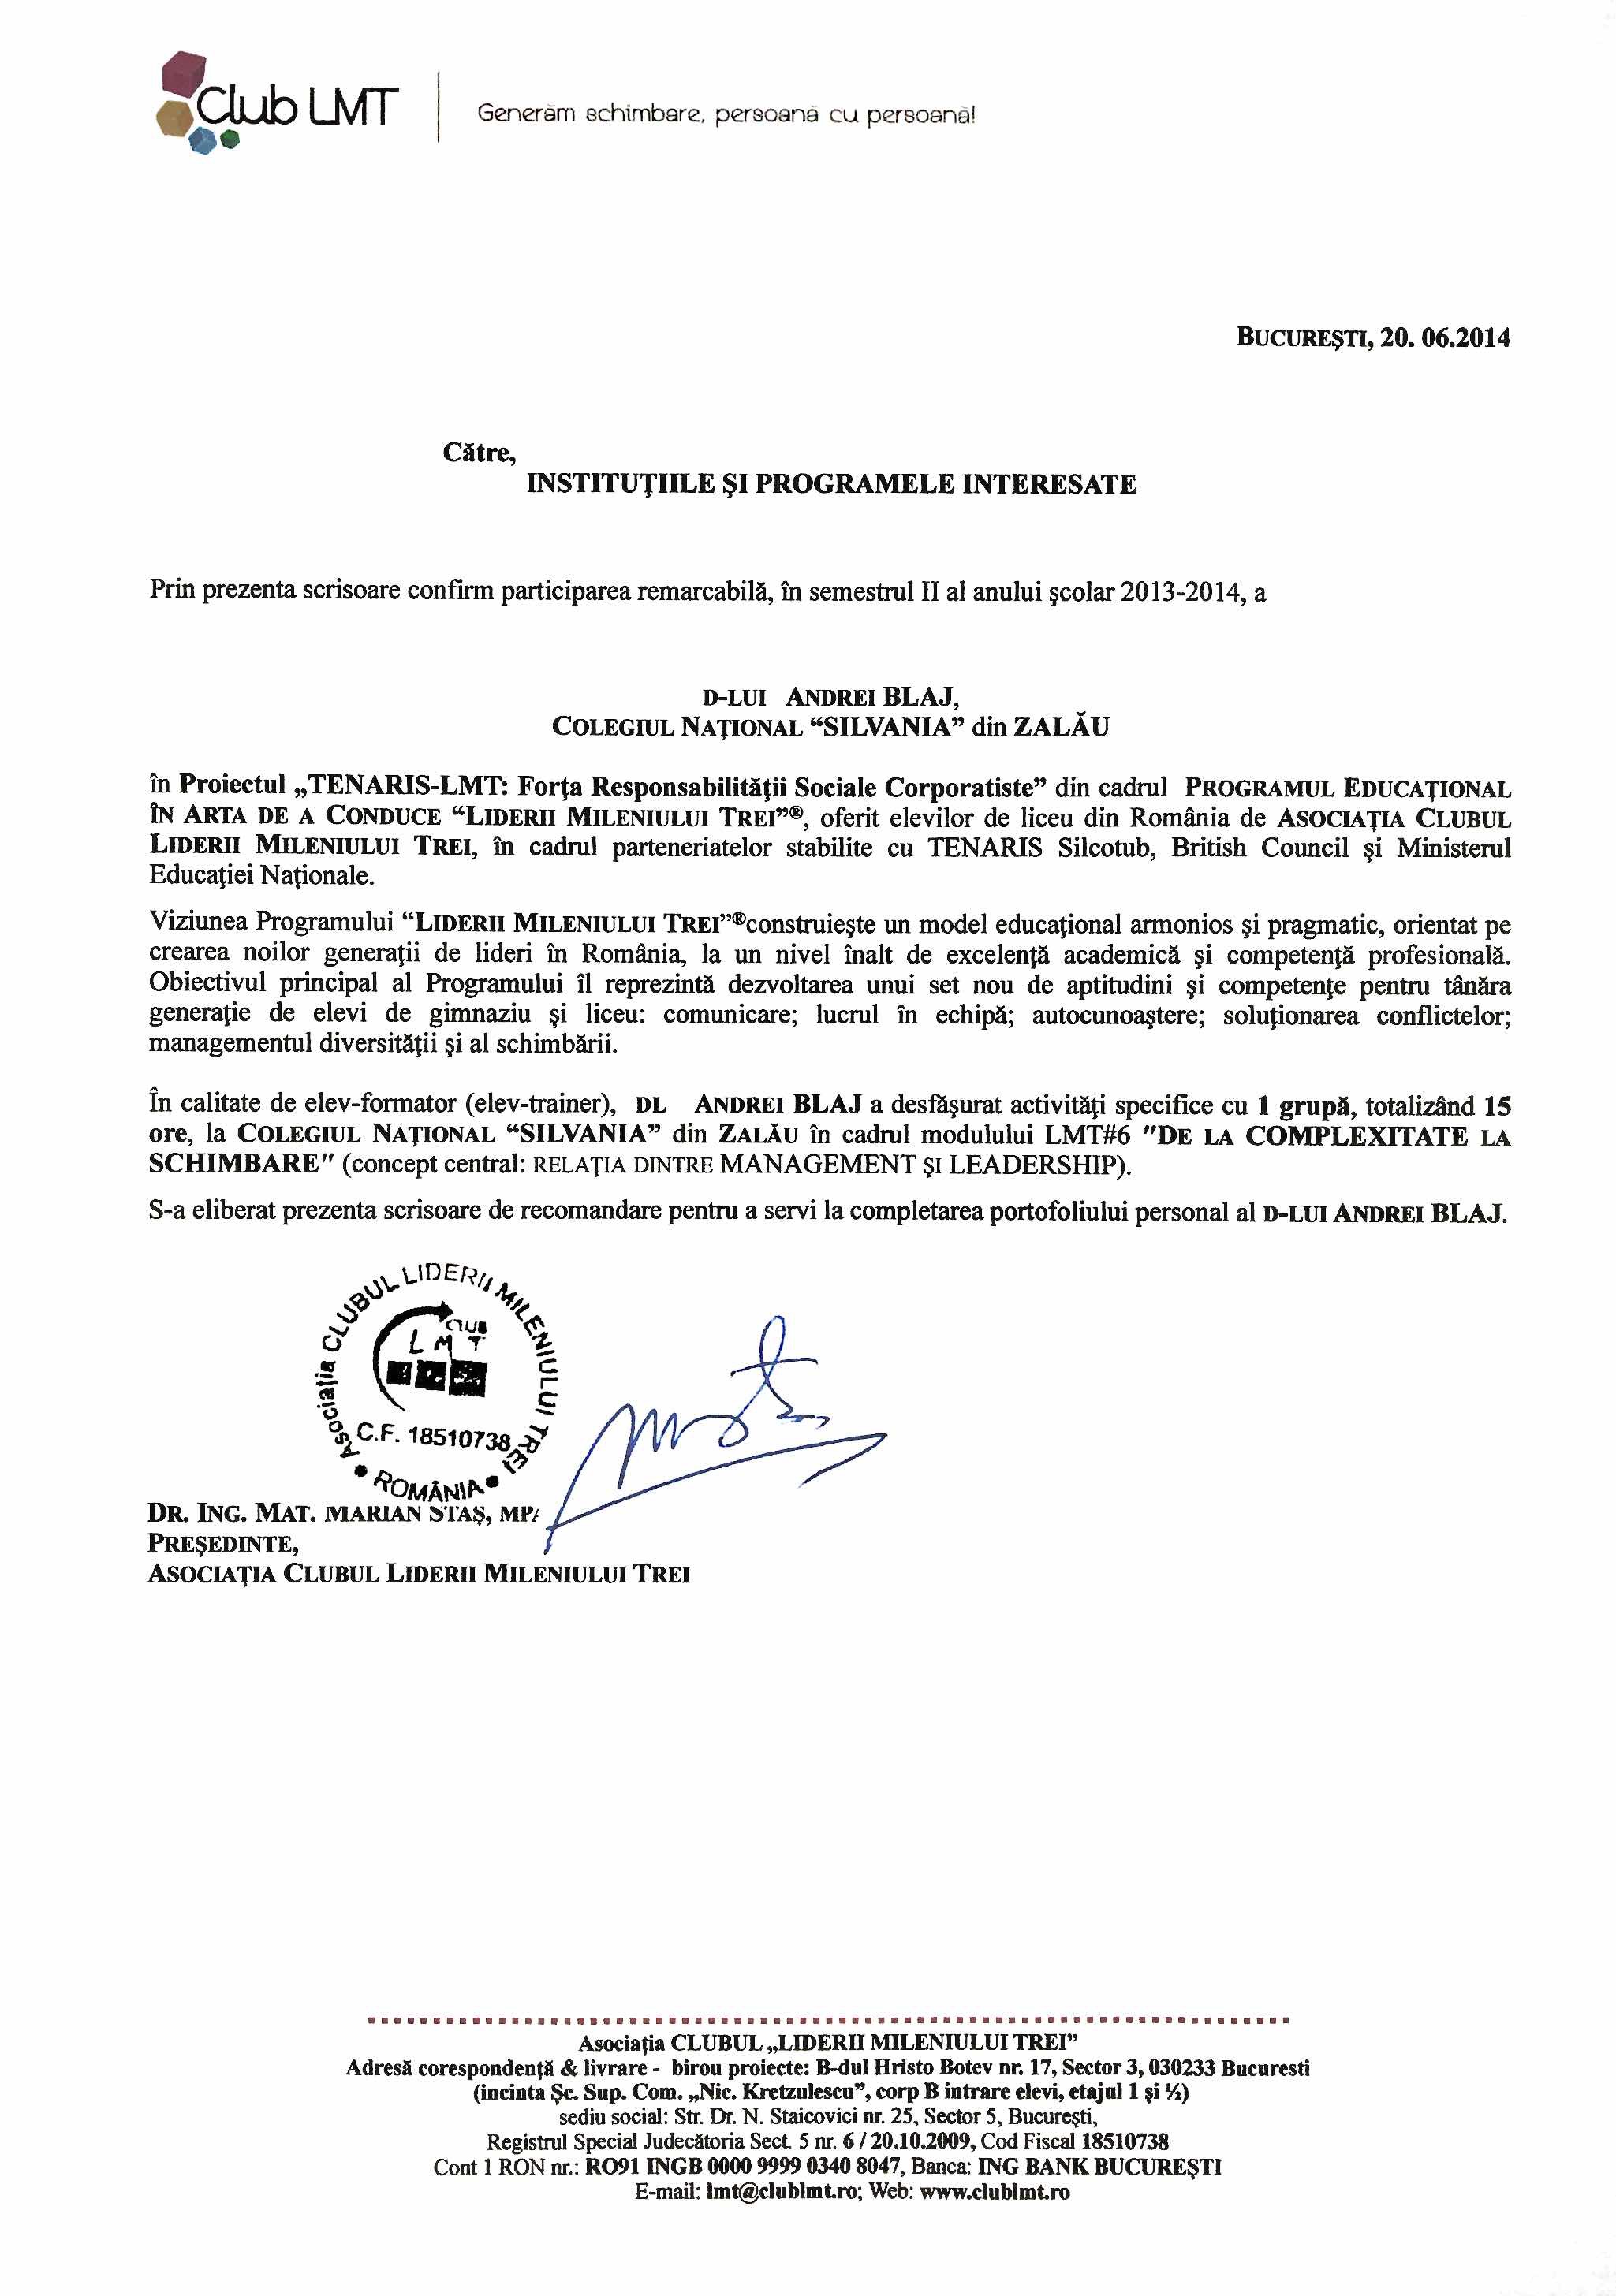 Club LMT
Generăm schimbare, persoană cu persoană!
BUCUREŞTI, 20. 06.2014
Către,
INSTITUŢIILE ŞI PROGRAMELE INTERESATE
Prin prezenta scrisoare confirm participarea remarcabilă, în semestrul II al anului şcolar 2013-2014, a
D-LUI ANDREI BLAJ,
COLEGIUL NAŢIONAL “SILVANIA” din ZALĂU
în Proiectul „TENARIS-LMT: Forţa Responsabilităţii Sociale Corporatiste” din cadrul PROGRAMUL EDUCAŢIONAL
ÎN ARTA DE A CONDUCE “LIDERII MILENIULUI TREI”®, oferit elevilor de liceu din România de ASOCIAŢIA CLUBUL
LIDERII MILENIULUI TREI, în cadrul parteneriatelor stabilite cu TENARIS Silcotub, British Council şi Ministerul
Educaţiei Naţionale.
Viziunea Programului “LIDERII MILENIULUI TREI”®construieşte un model educaţional armonios şi pragmatic, orientat pe
crearea noilor generaţii de lideri în România, la un nivel înalt de excelenţă academică şi competenţă profesională.
Obiectivul principal al Programului îl reprezintă dezvoltarea unui set nou de aptitudini şi competenţe pentru tânăra
generaţie de elevi de gimnaziu şi liceu: comunicare; lucrul în echipă; autocunoaştere; soluţionarea conflictelor;
managementul diversităţii şi al schimbării.
În calitate de elev-formator (elev-trainer), DL ANDREI BLAJ a desfăşurat activităţi specifice cu 1 grupă, totalizând 15
ore, la COLEGIUL NAŢIONAL “SILVANIA” din ZALĂU în cadrul modulului LMT#6 "DE LA COMPLEXITATE LA
SCHIMBARE" (concept central: RELAŢIA DINTRE MANAGEMENT ŞI LEADERSHIP).
S-a eliberat prezenta scrisoare de recomandare pentru a servi la completarea portofoliului personal al D-LUI ANDREI BLAJ.
Asociaţia CLUBUL LIDERII MILENIULUI TREI
CLUB
LMT
C.F. 18510738
• ROMÂNIA •
DR. ING. MAT. MARIAN STAŞ, MPA
PREŞEDINTE,
ASOCIAŢIA CLUBUL LIDERII MILENIULUI TREI
Asociaţia CLUBUL „LIDERII MILENIULUI TREI”
Adresă corespondenţă & livrare - birou proiecte: B-dul Hristo Botev nr. 17, Sector 3, 030233 Bucuresti
(incinta Şc. Sup. Com. „Nic. Kretzulescu”, corp B intrare elevi, etajul 1 şi ½)
sediu social: Str. Dr. N. Staicovici nr. 25, Sector 5, Bucureşti,
Registrul Special Judecătoria Sect. 5 nr. 6 / 20.10.2009, Cod Fiscal 18510738
Cont 1 RON nr.: RO91 INGB 0000 9999 0340 8047, Banca: ING BANK BUCUREŞTI
E-mail: lmt@clublmt.ro; Web: www.clublmt.ro